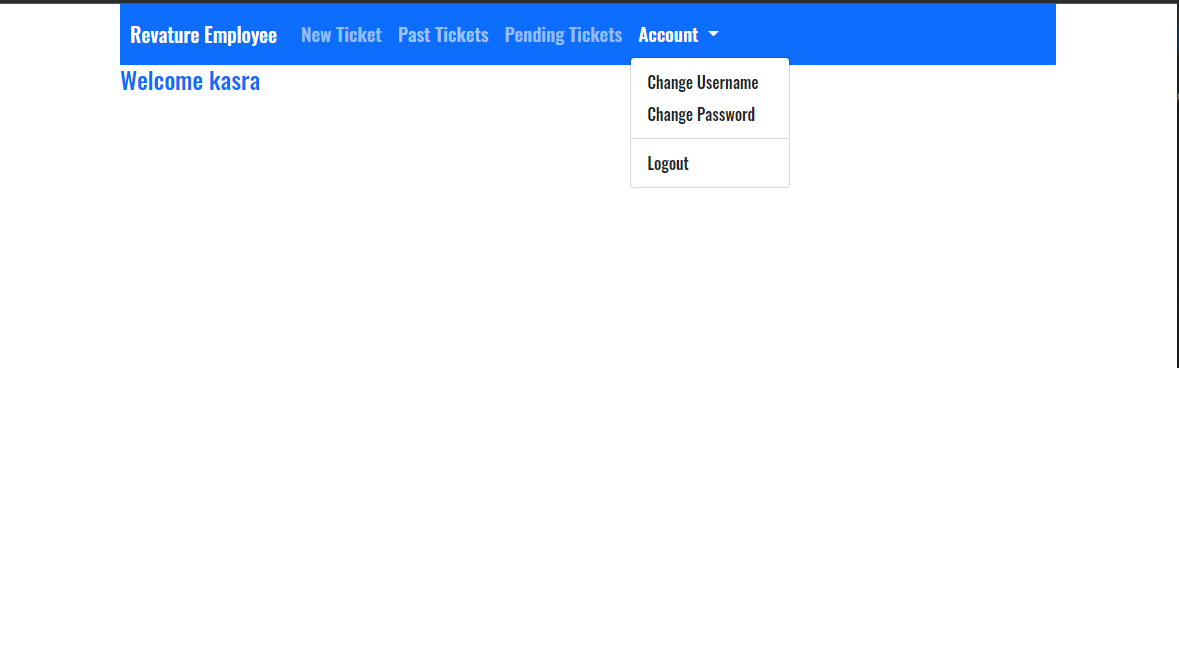 Revature Employee New Ticket Past Tickets Pending Tickets Account
Welcome kasra
Change Username
Change Password
Logout